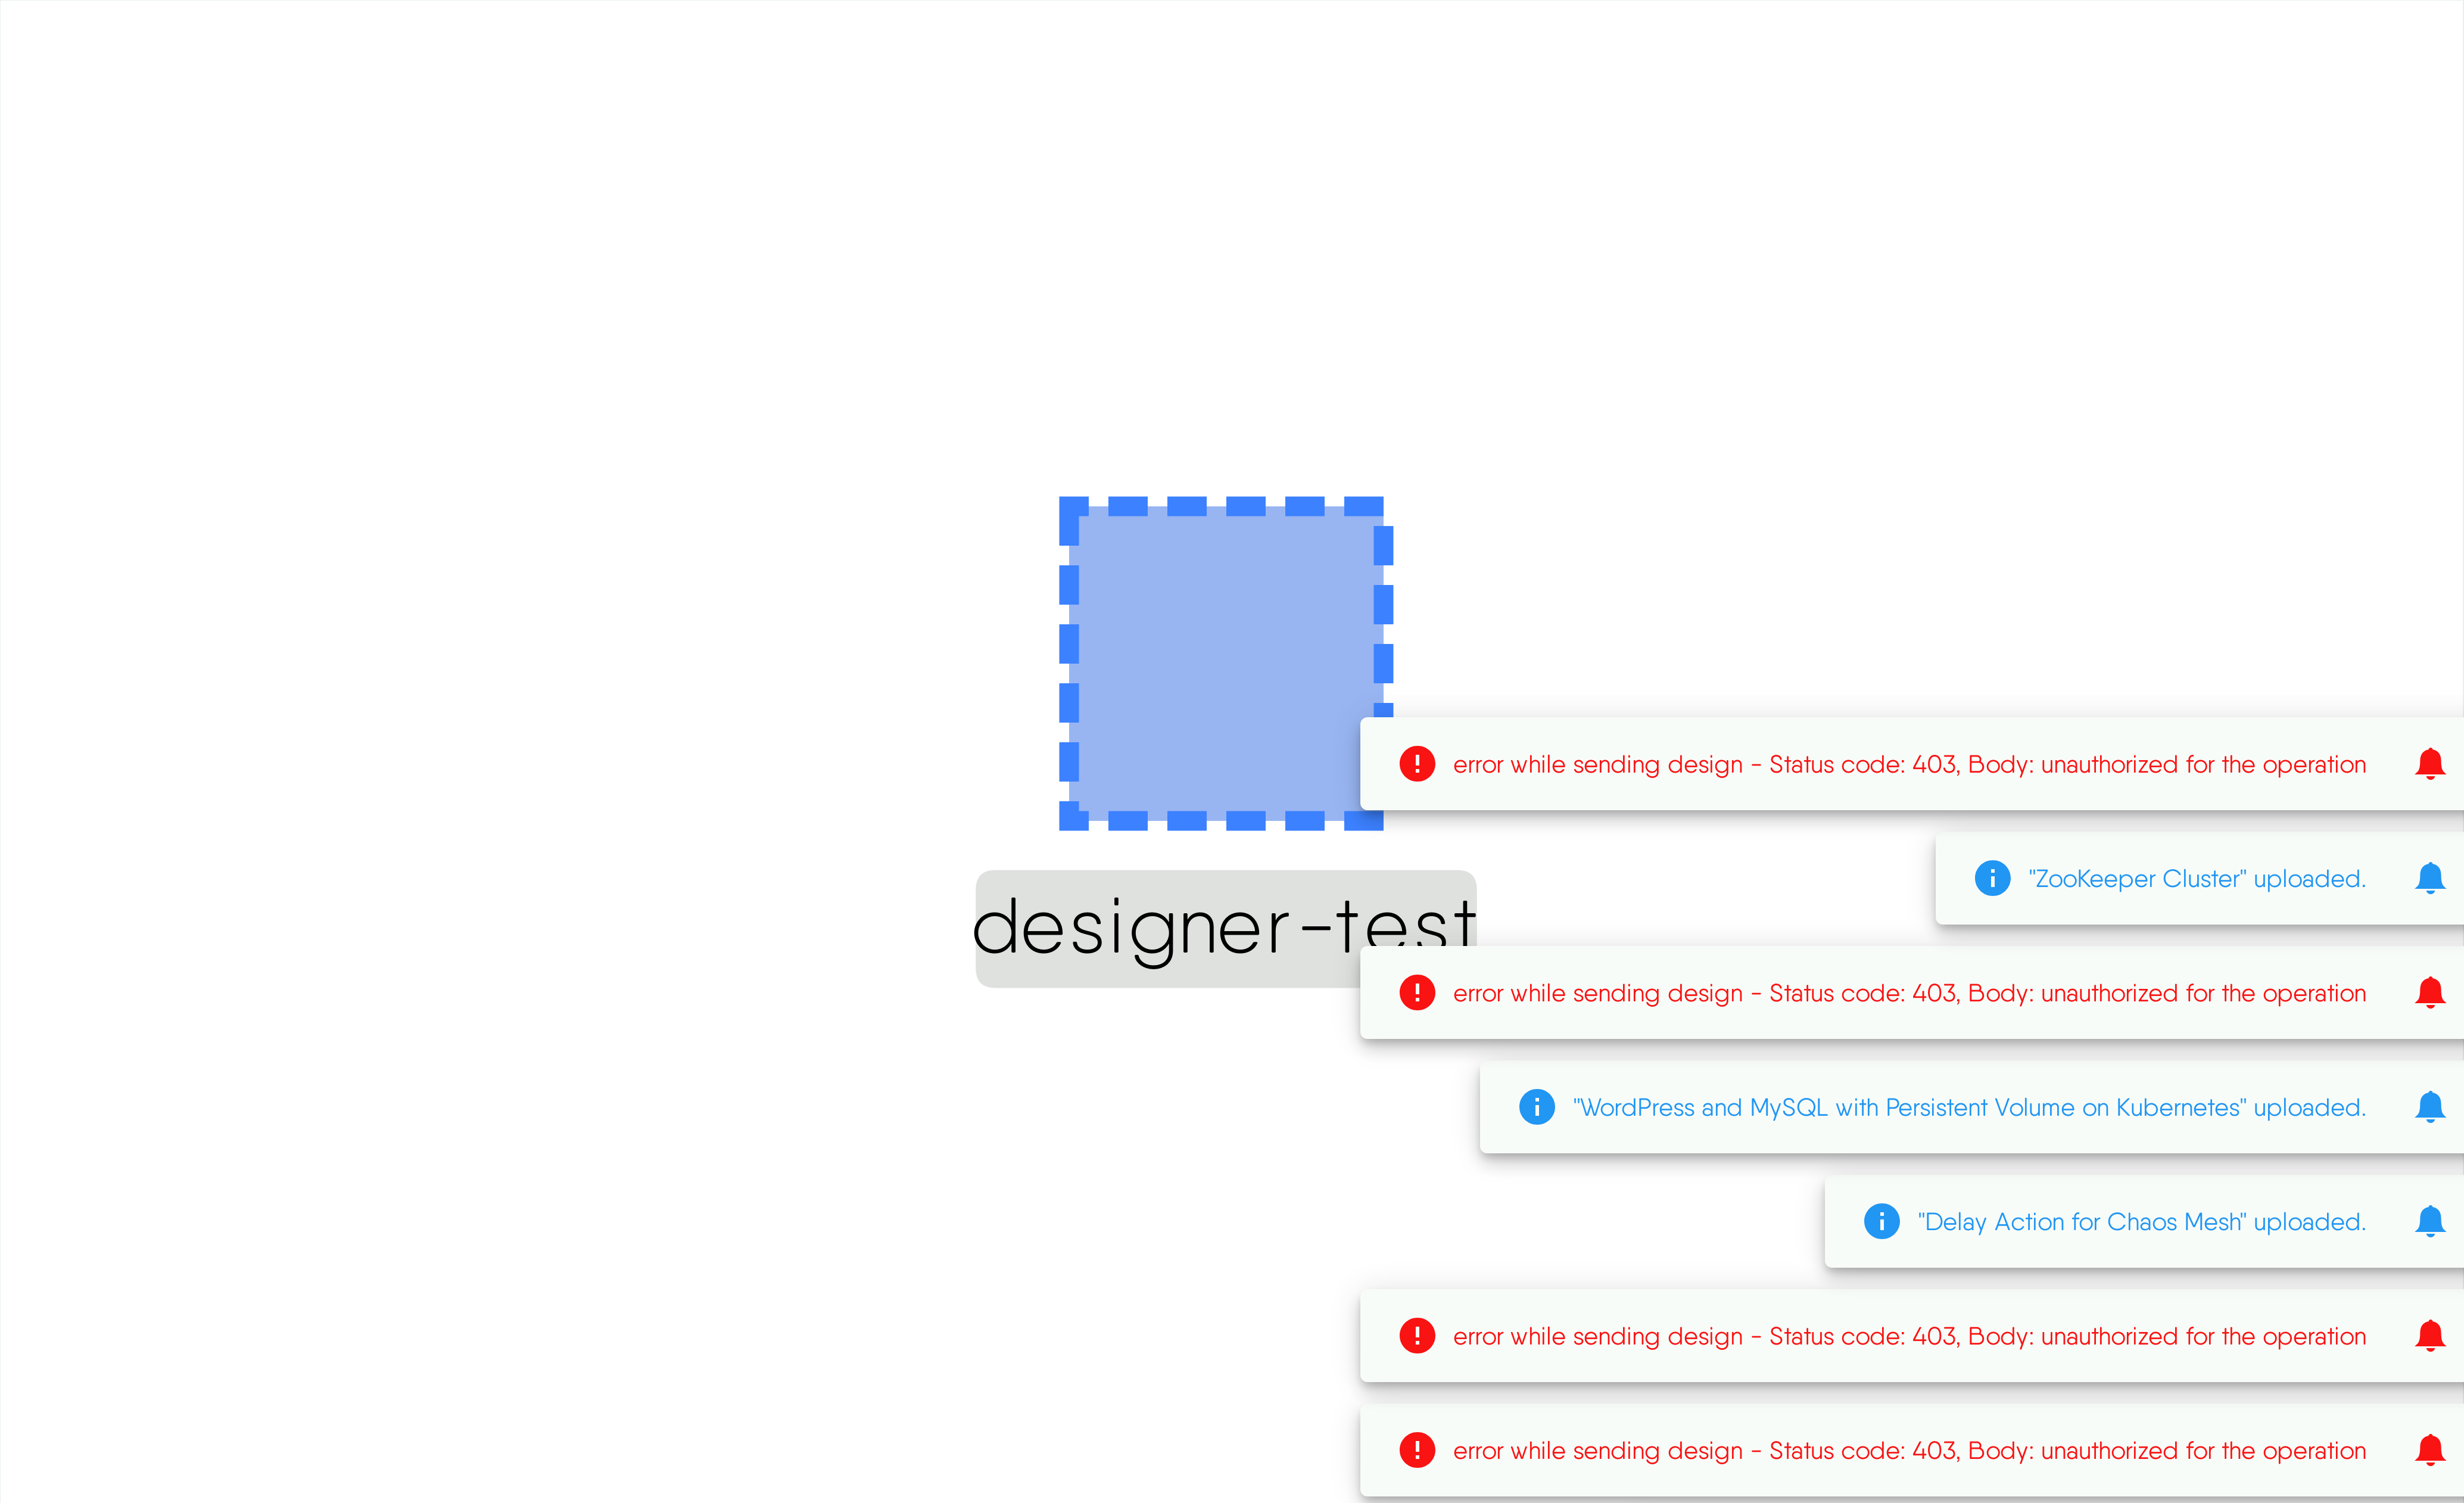 error while sending design - Status code: 403, Body: unauthorized for the operation
"ZooKeeper Cluster" uploaded.
designer-test
error while sending design - Status code: 403, Body: unauthorized for the operation
"WordPress and MySQL with Persistent Volume on Kubernetes" uploaded.
"Delay Action for Chaos Mesh" uploaded.
error while sending design - Status code: 403, Body: unauthorized for the operation
error while sending design - Status code: 403, Body: unauthorized for the operation